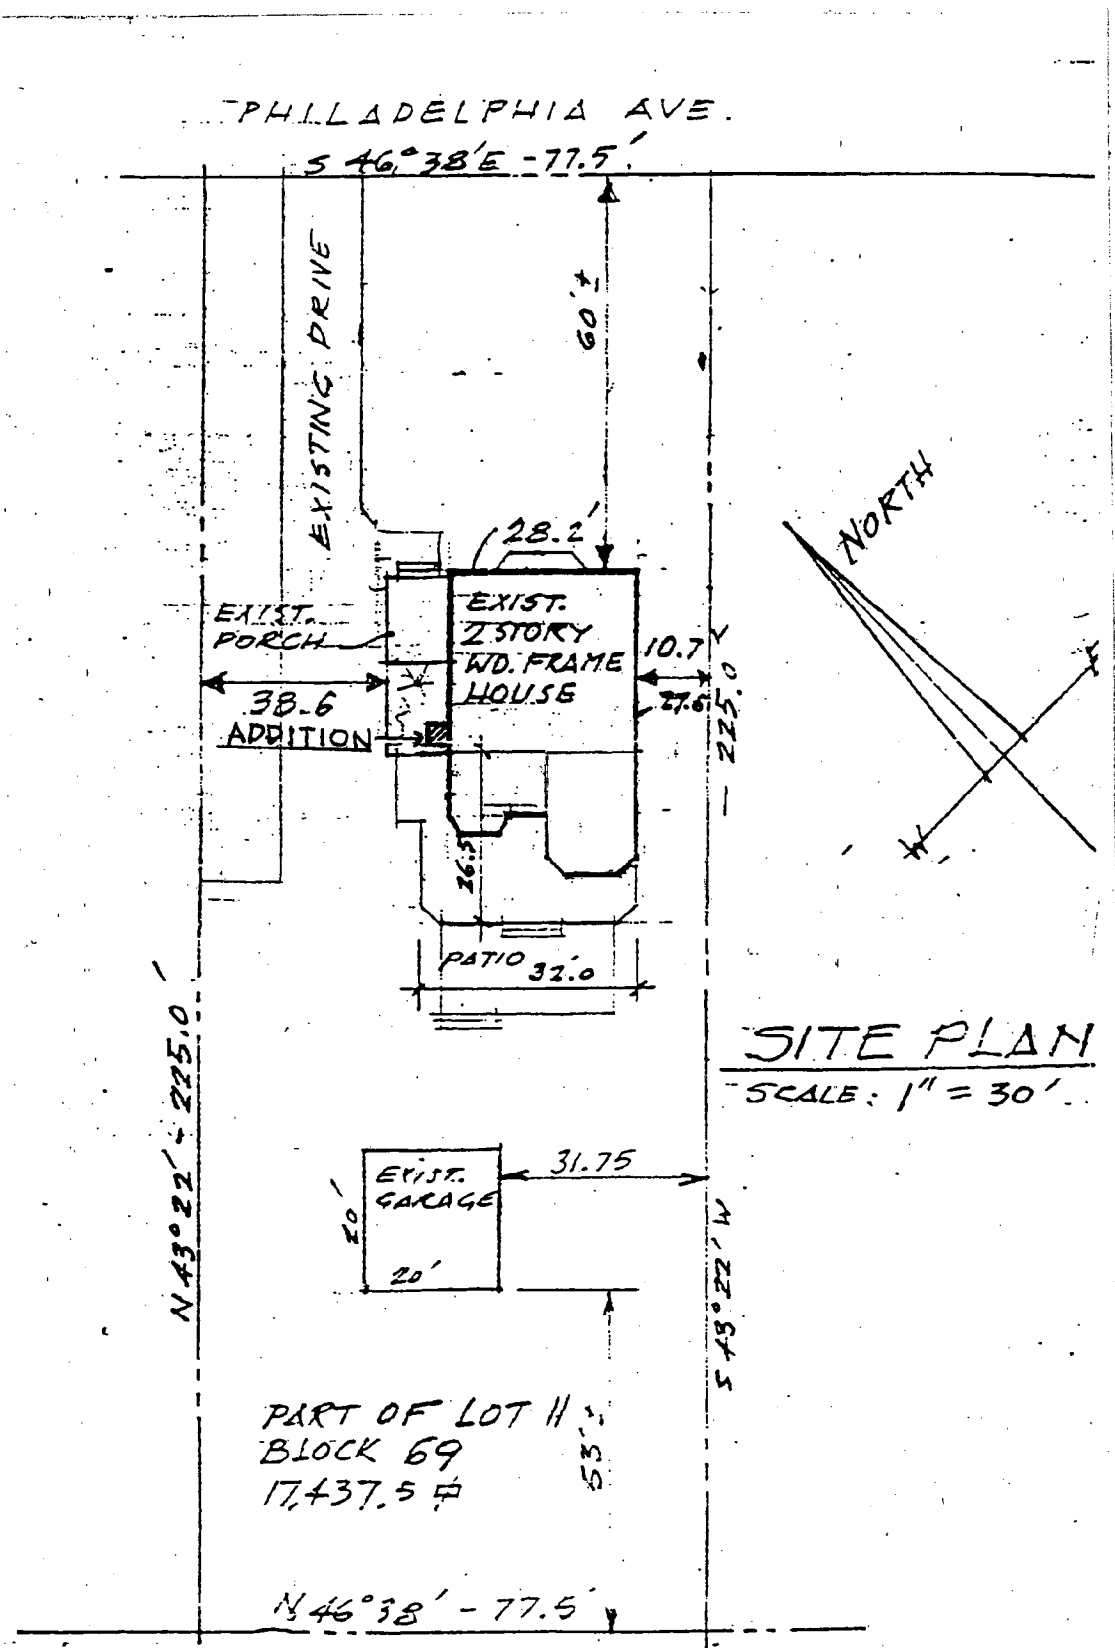 PHILADELPHIA AVE.
S 46°38'E - 77.5'
EXISTING DRIVE
60'±
NORTH
28.2'
EXIST.
PORCH
EXIST.
2 STORY
WD. FRAME
HOUSE
10.7
27.5
38.6
ADDITION
S 43°22' W - 225.0'
W
26.5
PATIO 32.0
N 43°22' - 225.0'
SITE PLAN
SCALE: 1" = 30'
EXIST.
GARAGE
31.75
20'
20'
PART OF LOT 11
BLOCK 69
17,437.5
53'±
N 46°38' - 77.5'